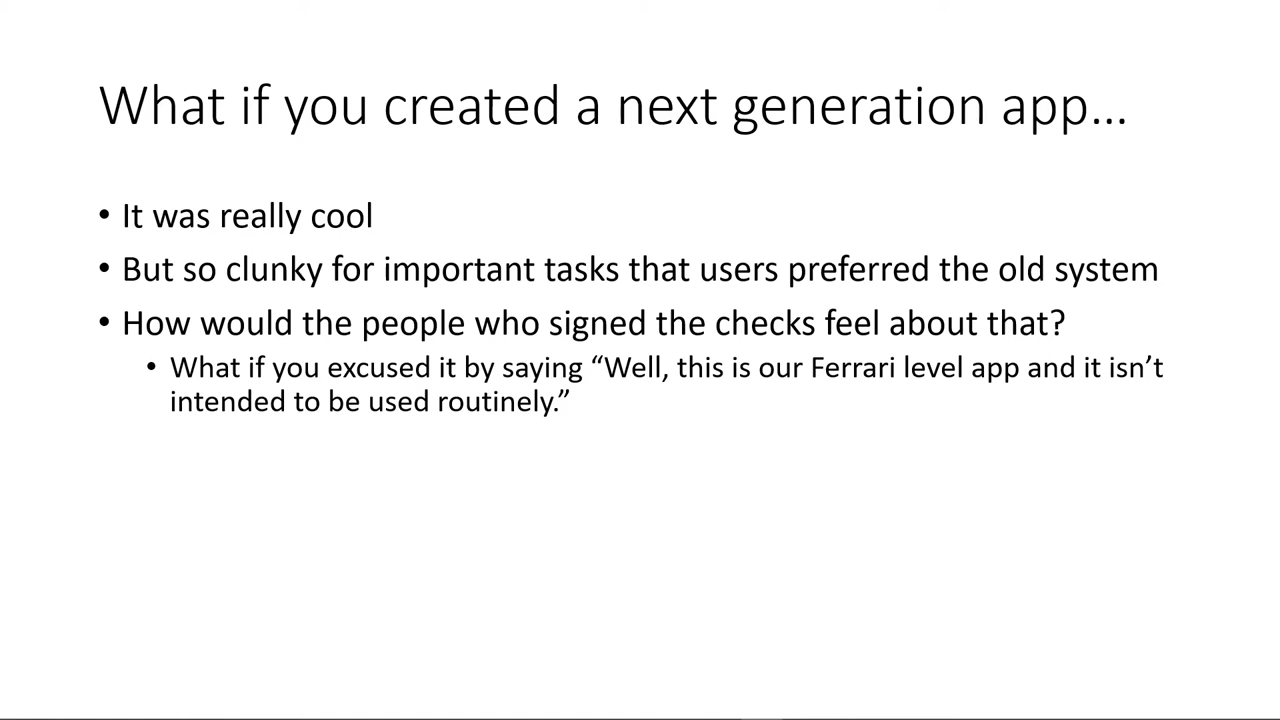 What if you created a next generation app…
• It was really cool
• But so clunky for important tasks that users preferred the old system
• How would the people who signed the checks feel about that?
• What if you excused it by saying “Well, this is our Ferrari level app and it isn’t
intended to be used routinely.”